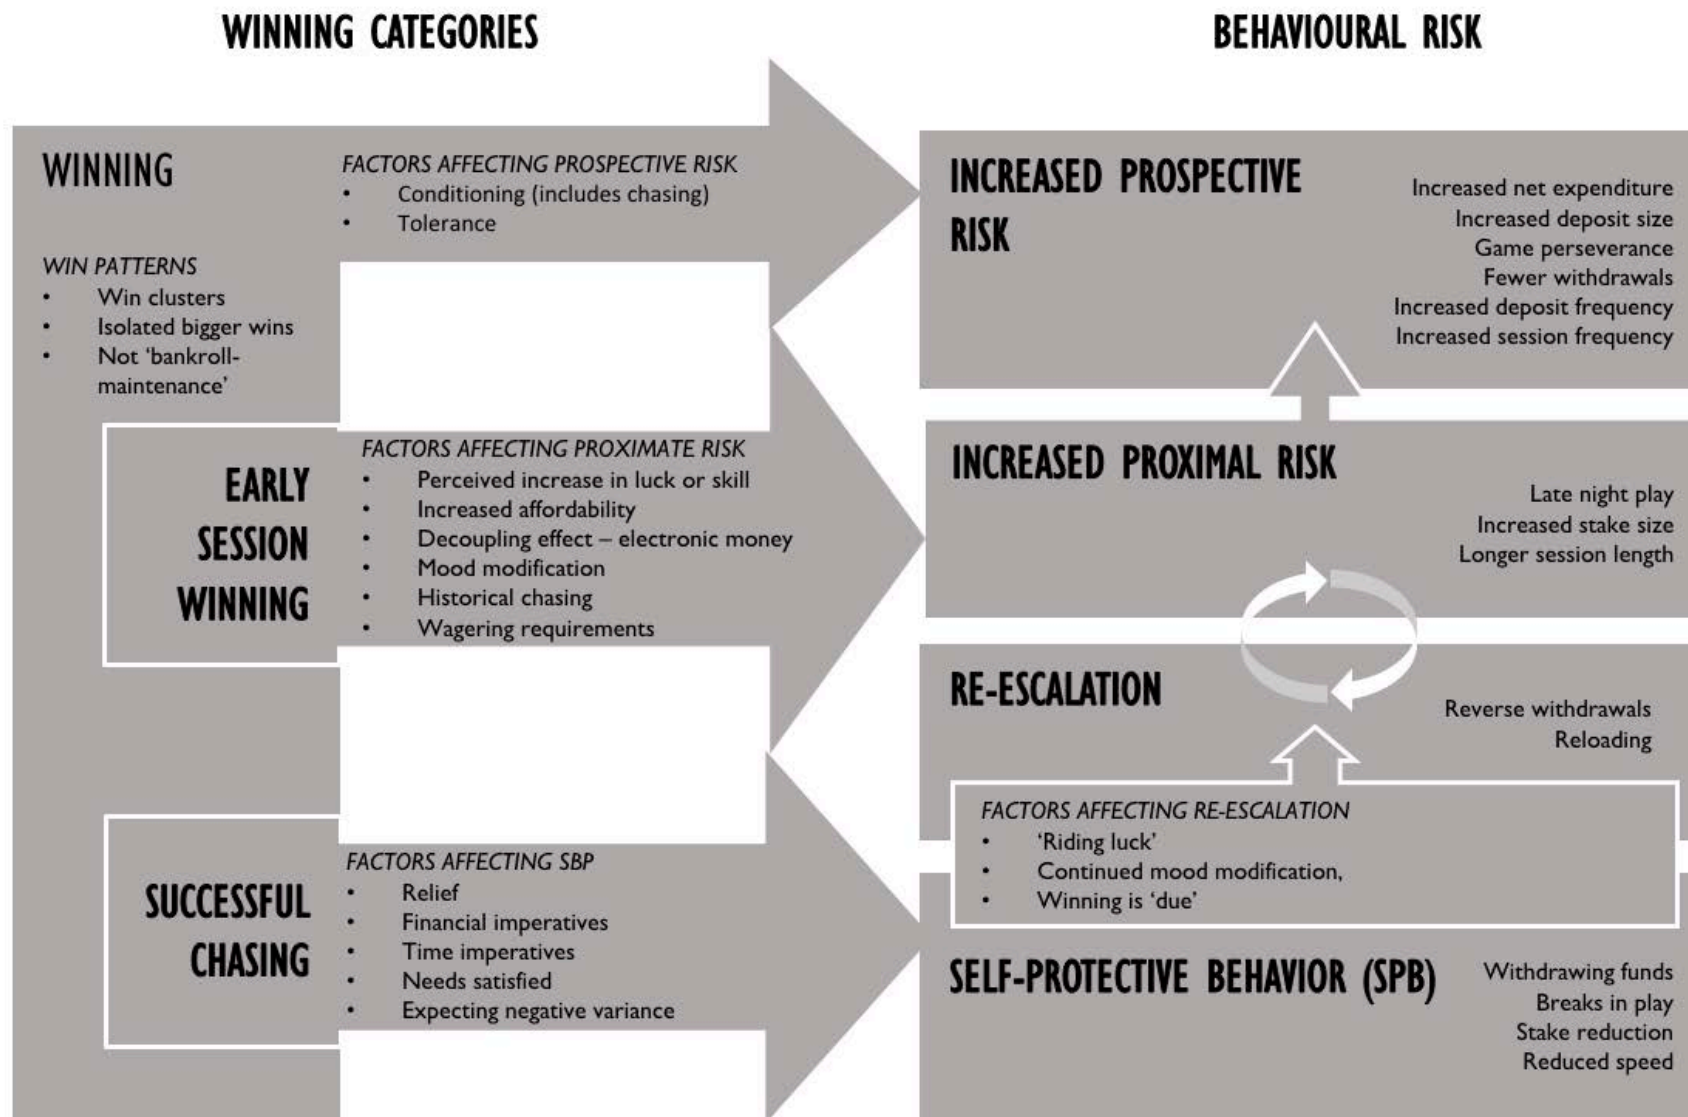 WINNING CATEGORIES
BEHAVIOURAL RISK
WINNING
WIN PATTERNS
• Win clusters
• Isolated bigger wins
• Not ‘bankroll-
maintenance’
FACTORS AFFECTING PROSPECTIVE RISK
• Conditioning (includes chasing)
• Tolerance
EARLY
SESSION
WINNING
FACTORS AFFECTING PROXIMATE RISK
• Perceived increase in luck or skill
• Increased affordability
• Decoupling effect – electronic money
• Mood modification
• Historical chasing
• Wagering requirements
SUCCESSFUL
CHASING
FACTORS AFFECTING SBP
• Relief
• Financial imperatives
• Time imperatives
• Needs satisfied
• Expecting negative variance
INCREASED PROSPECTIVE
RISK
Increased net expenditure
Increased deposit size
Game perseverance
Fewer withdrawals
Increased deposit frequency
Increased session frequency
INCREASED PROXIMAL RISK
Late night play
Increased stake size
Longer session length
RE-ESCALATION
Reverse withdrawals
Reloading
FACTORS AFFECTING RE-ESCALATION
• ‘Riding luck’
• Continued mood modification,
• Winning is ‘due’
SELF-PROTECTIVE BEHAVIOR (SPB)
Withdrawing funds
Breaks in play
Stake reduction
Reduced speed